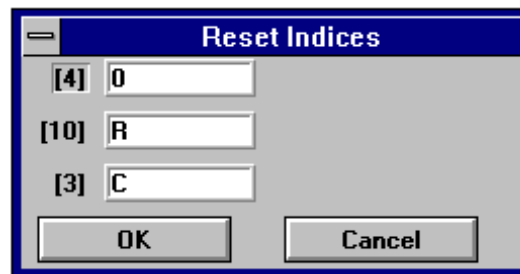 Reset Indices
[4] 0
[10] R
[3] C
OK Cancel